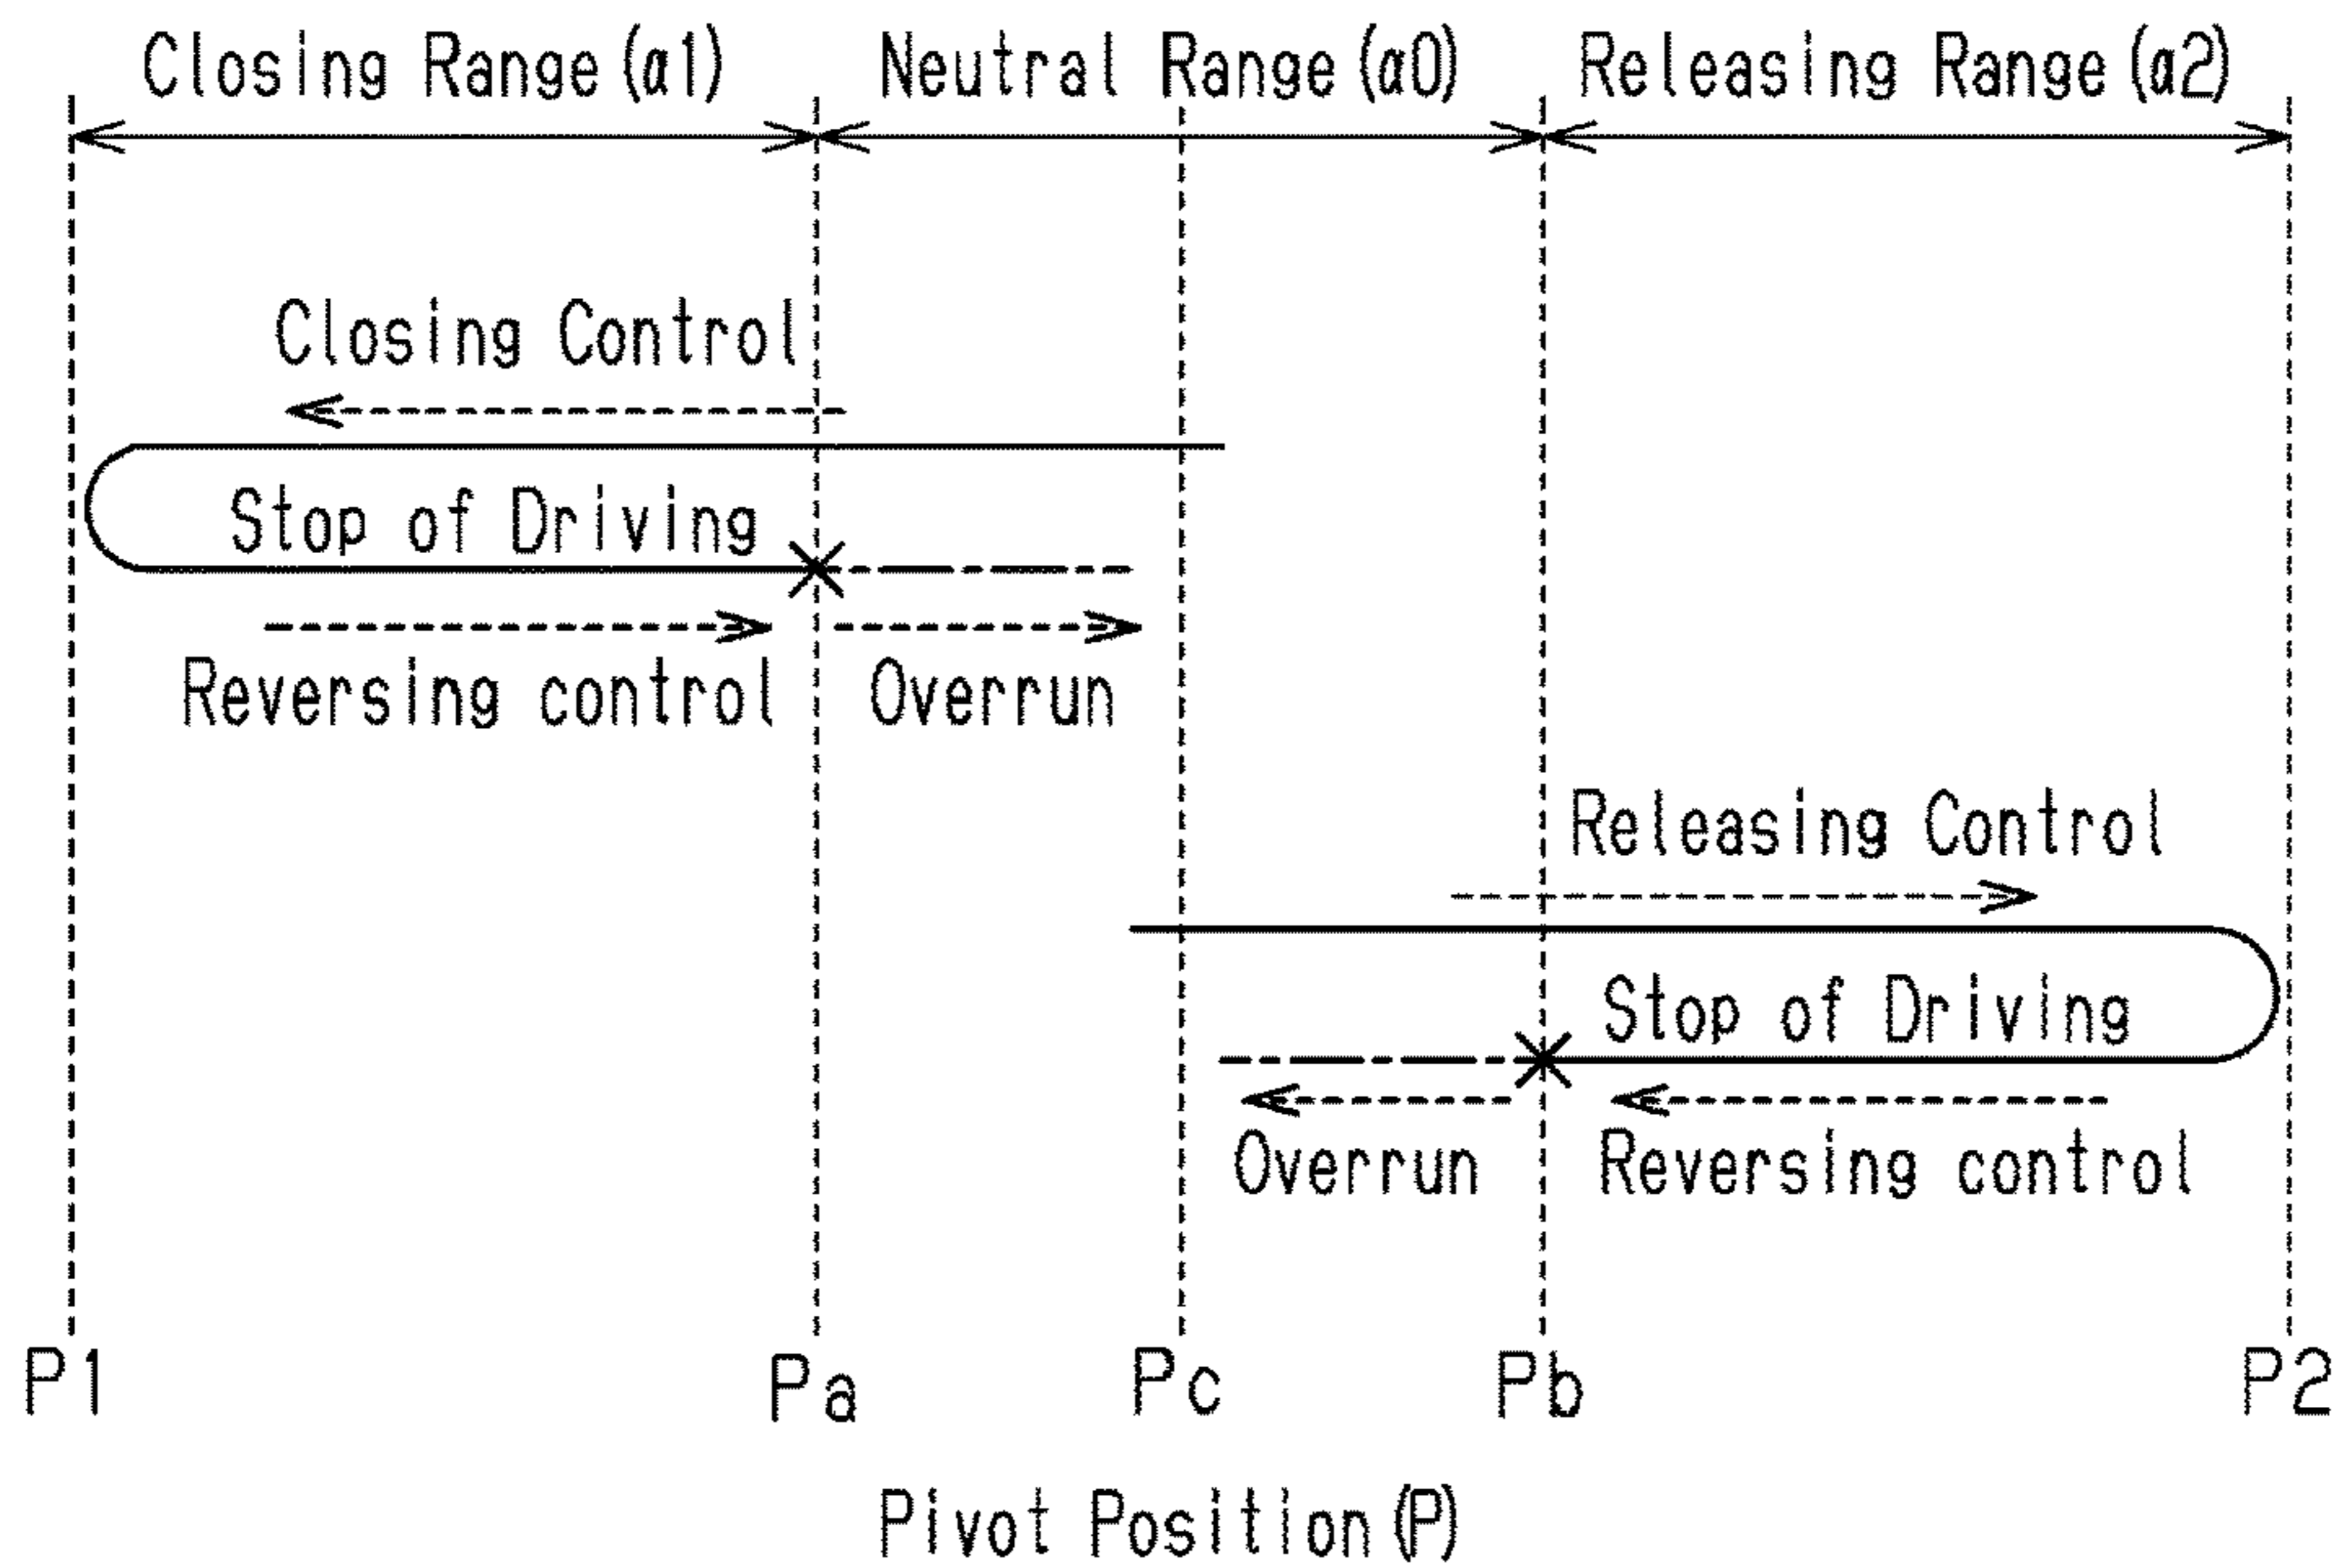 Closing Range(α1) Neutral Range(α0) Releasing Range(α2)
Closing Control
Stop of Driving
Reversing control Overrun
Releasing Control
Stop of Driving
Overrun Reversing control
P1 Pa Pc Pb P2
Pivot Position(P)